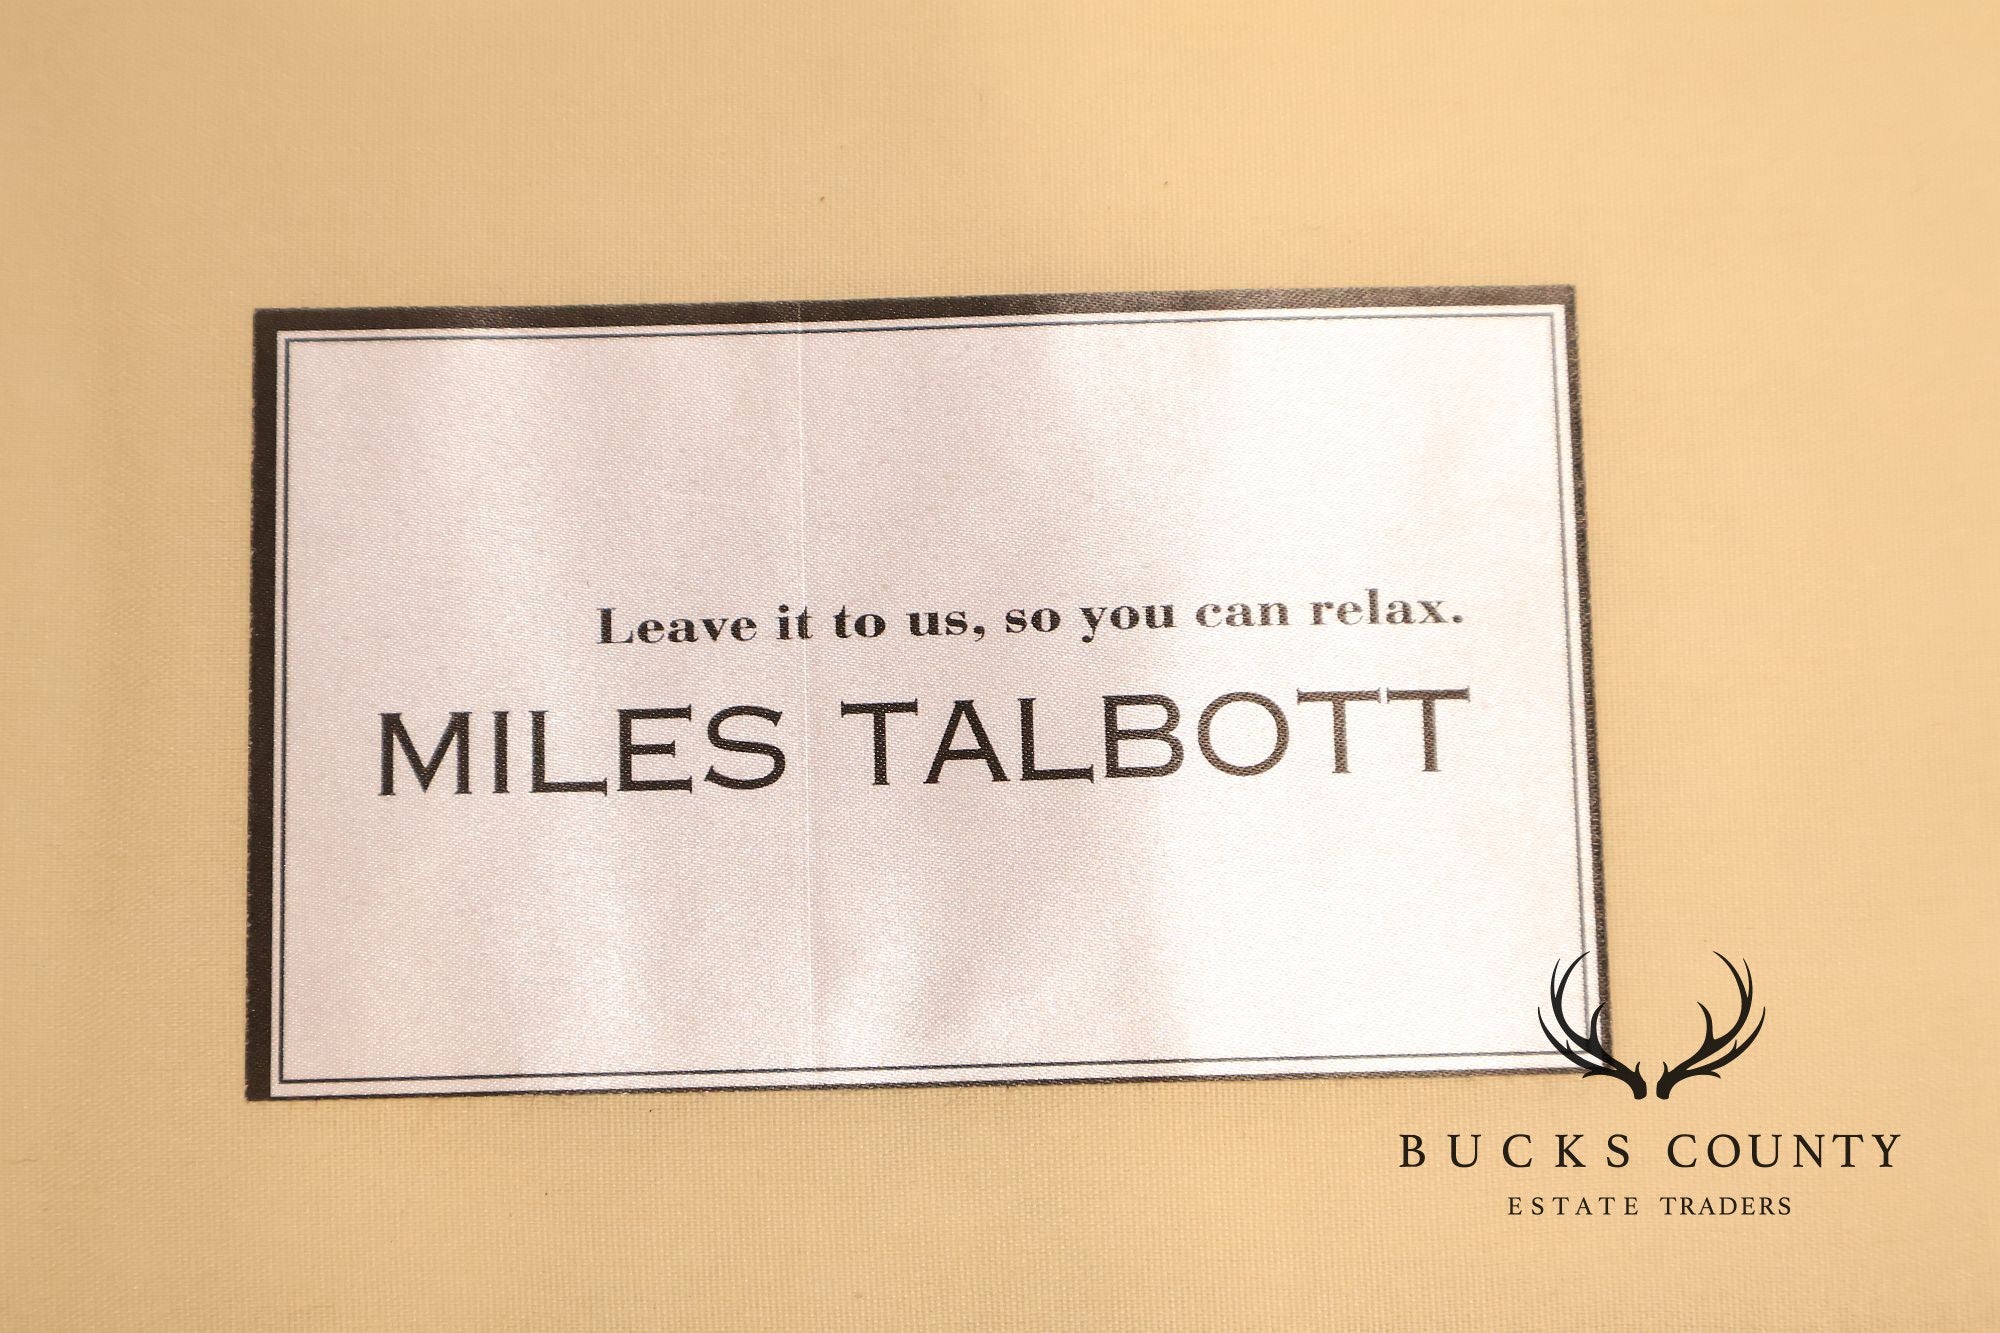 Leave it to us, so you can relax.
MILES TALBOTT
BUCKS COUNTY
ESTATE TRADERS